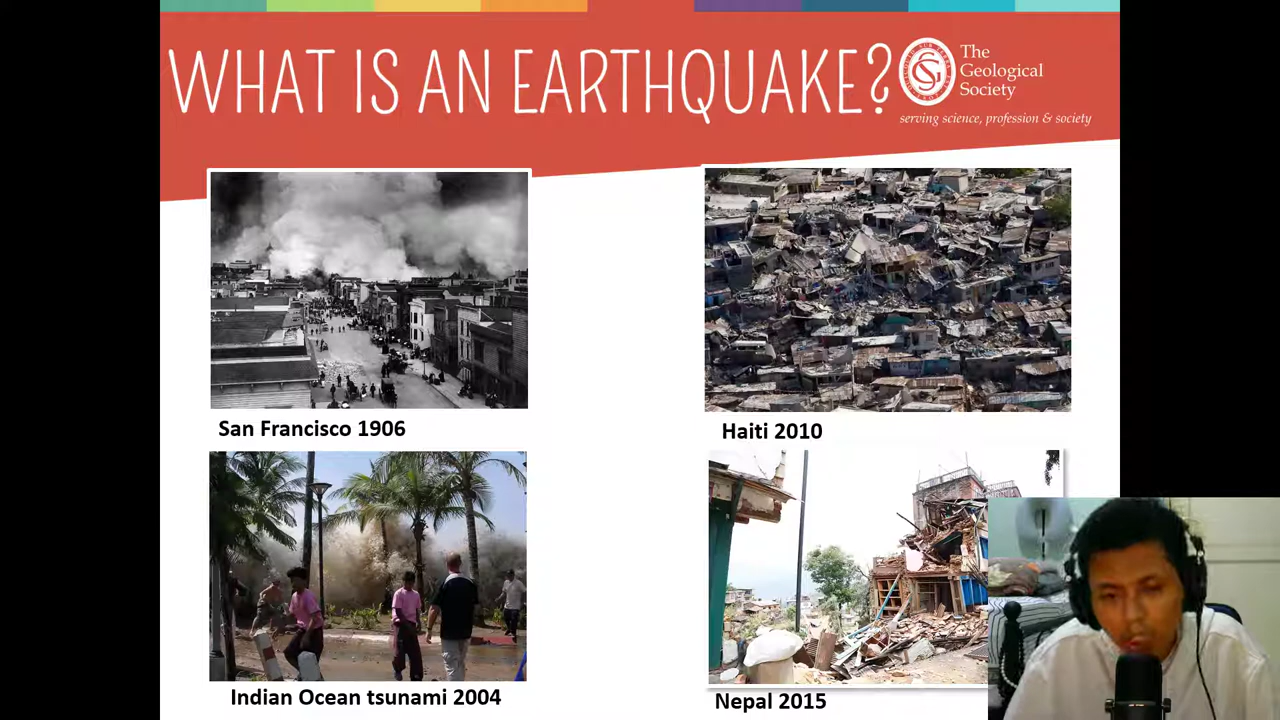 WHAT IS AN EARTHQUAKE?
The
Geological
Society
serving science, profession & society
San Francisco 1906
Haiti 2010
Indian Ocean tsunami 2004
Nepal 2015